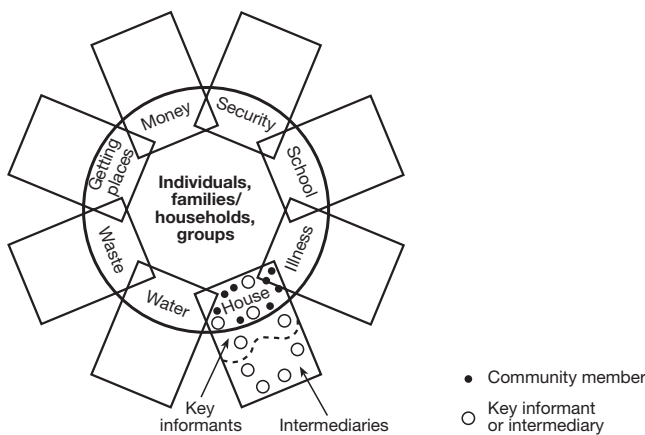 Money
Security
Getting
places
School
Individuals,
families/
households,
groups
Waste
Illness
Water
House
Key
informants
Intermediaries
Community member
Key informant
or intermediary